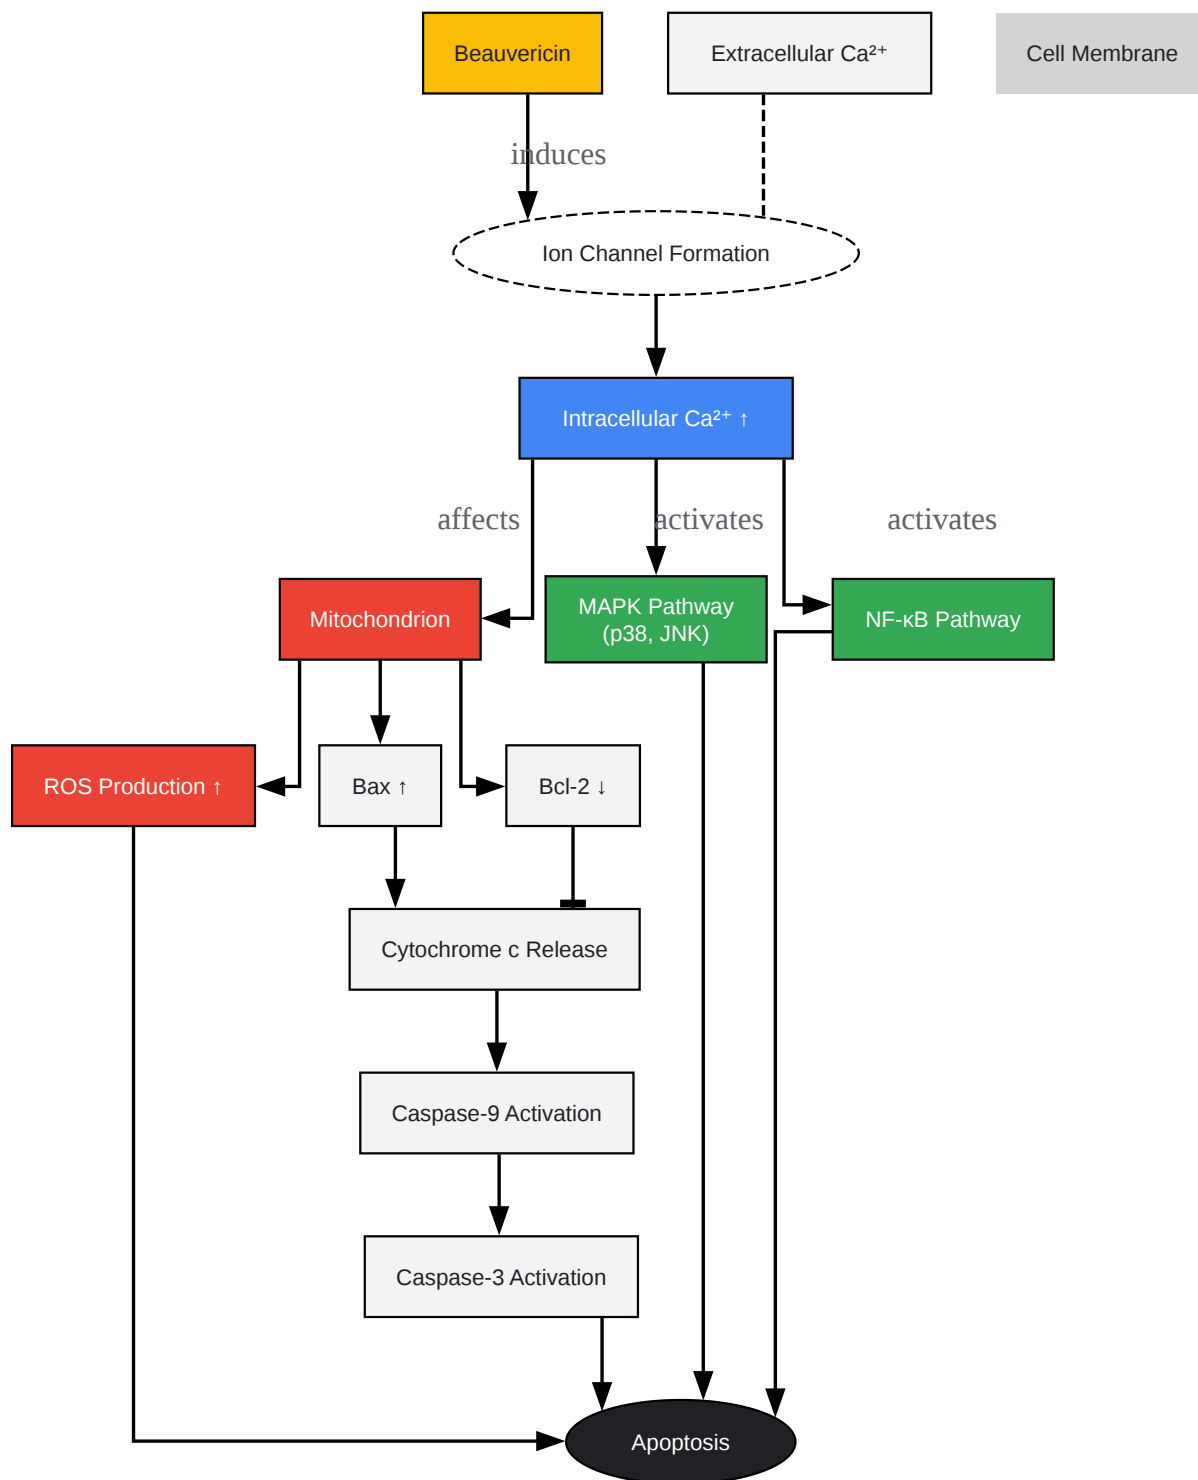 Beauvericin
Extracellular Ca²⁺
Cell Membrane
induces
Ion Channel Formation
Intracellular Ca²⁺ ↑
affects
activates
activates
Mitochondrion
MAPK Pathway
(p38, JNK)
NF-κB Pathway
ROS Production ↑
Bax ↑
Bcl-2 ↓
Cytochrome c Release
Caspase-9 Activation
Caspase-3 Activation
Apoptosis